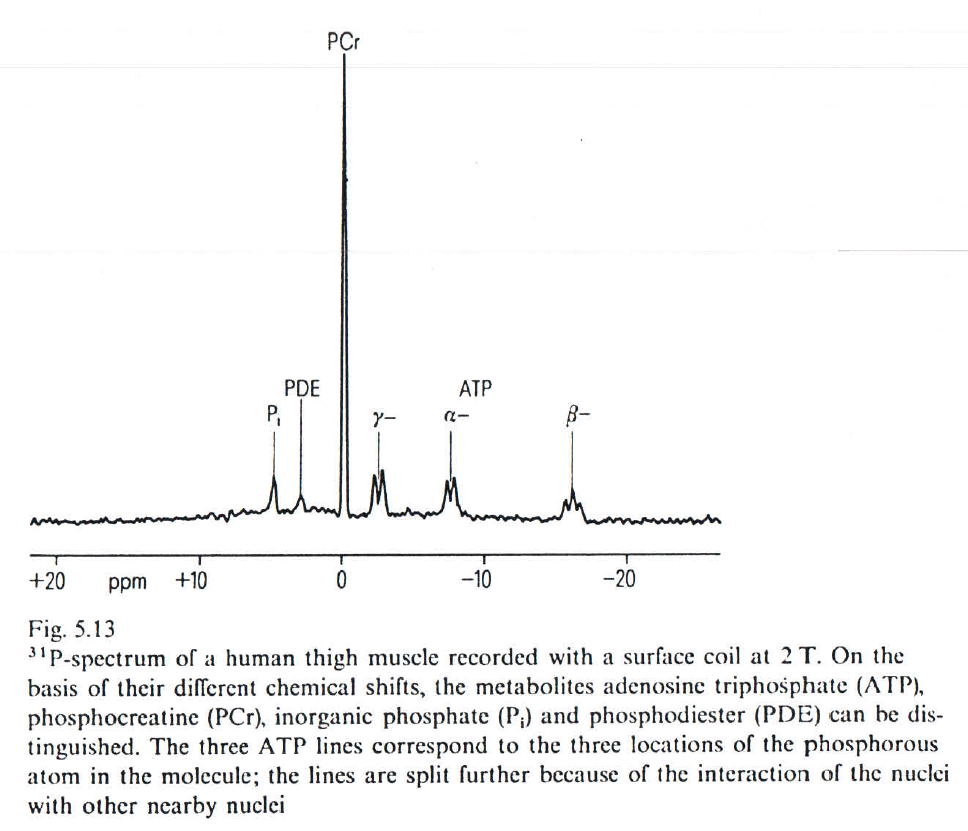 PCr
PDE
ATP
Pi
γ−
α−
β−
+20 ppm +10 0 −10 −20
Fig. 5.13
³¹P-spectrum of a human thigh muscle recorded with a surface coil at 2 T. On the
basis of their different chemical shifts, the metabolites adenosine triphosphate (ATP),
phosphocreatine (PCr), inorganic phosphate (Pi) and phosphodiester (PDE) can be dis-
tinguished. The three ATP lines correspond to the three locations of the phosphorous
atom in the molecule; the lines are split further because of the interaction of the nuclei
with other nearby nuclei